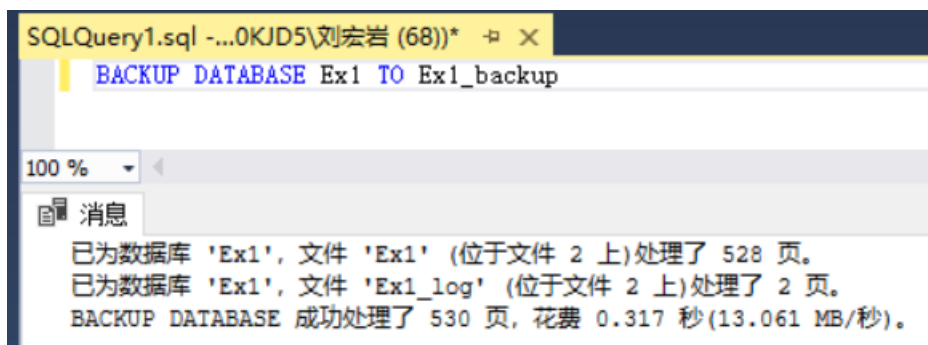 SQLQuery1.sql -...0KJD5\刘宏岩 (68))*
BACKUP DATABASE Ex1 TO Ex1_backup
100 %
消息
已为数据库 'Ex1'，文件 'Ex1' (位于文件 2 上)处理了 528 页。
已为数据库 'Ex1'，文件 'Ex1_log' (位于文件 2 上)处理了 2 页。
BACKUP DATABASE 成功处理了 530 页，花费 0.317 秒(13.061 MB/秒)。